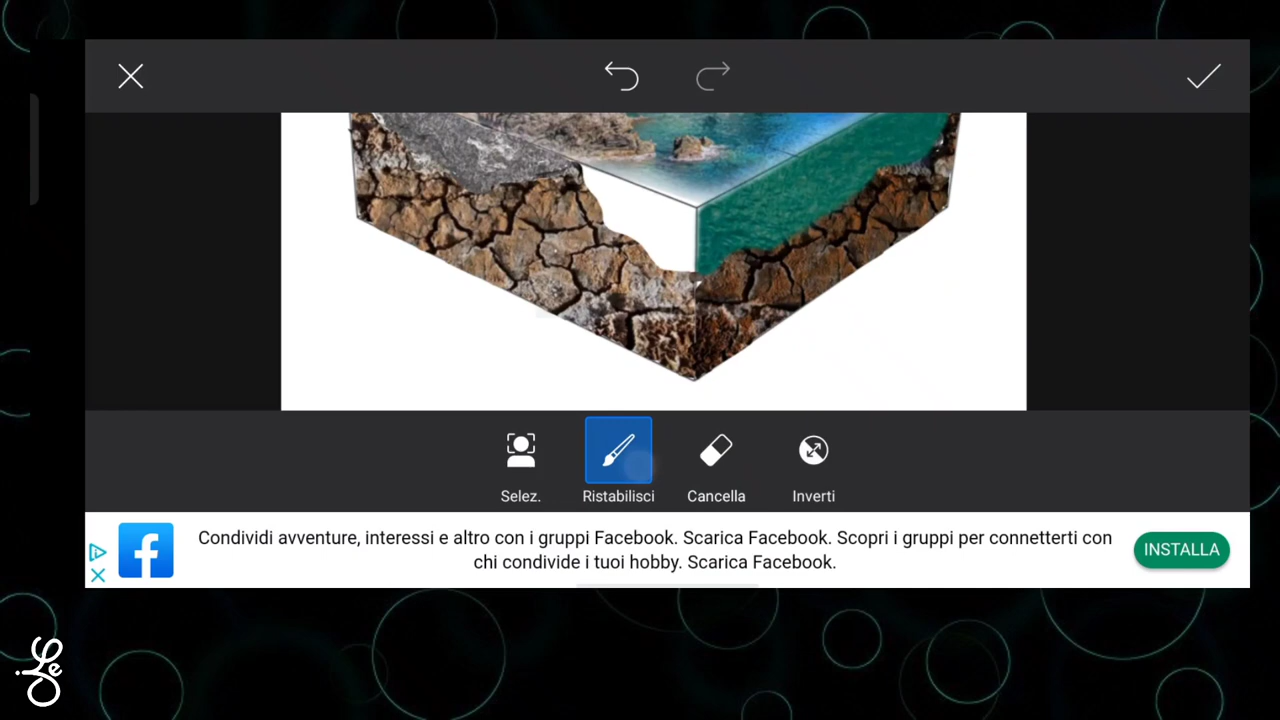 Selez.
Ristabilisci
Cancella
Inverti
Condividi avventure, interessi e altro con i gruppi Facebook. Scarica Facebook. Scopri i gruppi per connetterti con
chi condivide i tuoi hobby. Scarica Facebook.
INSTALLA